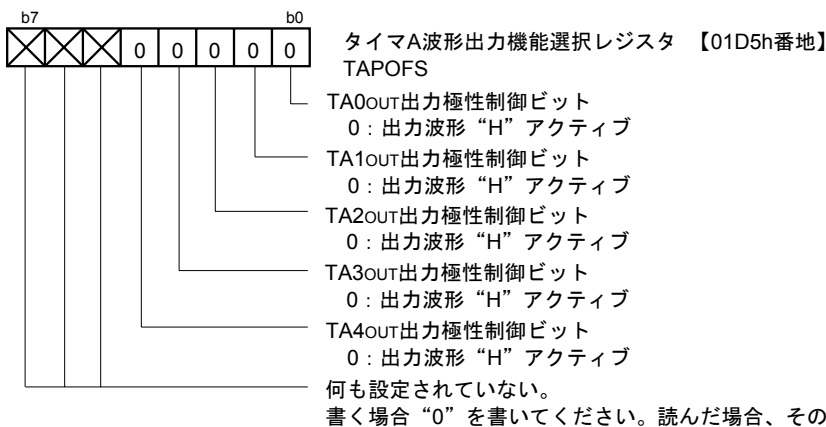 b7 b0
0 0 0 0 0
タイマA波形出力機能選択レジスタ 【01D5h番地】
TAPOFS
TA0OUT出力極性制御ビット
0：出力波形“H”アクティブ
TA1OUT出力極性制御ビット
0：出力波形“H”アクティブ
TA2OUT出力極性制御ビット
0：出力波形“H”アクティブ
TA3OUT出力極性制御ビット
0：出力波形“H”アクティブ
TA4OUT出力極性制御ビット
0：出力波形“H”アクティブ
何も設定されていない。
書く場合“0”を書いてください。読んだ場合、その